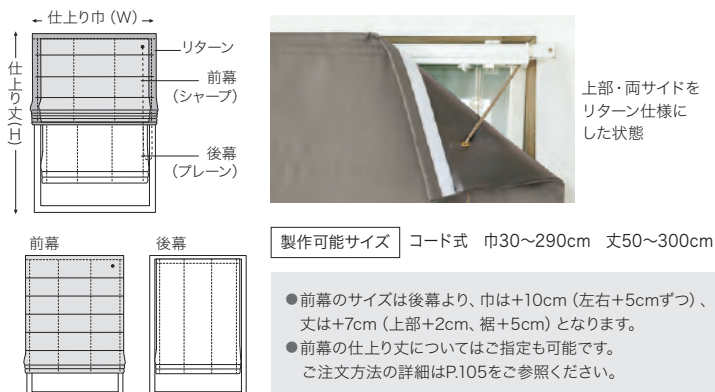 仕上り巾(W)
仕上り丈(H)
リターン
前幕
(シャープ)
後幕
(プレーン)
上部・両サイドを
リターン仕様に
した状態
前幕
後幕
製作可能サイズ コード式 巾30〜290cm 丈50〜300cm
●前幕のサイズは後幕より、巾は+10cm(左右+5cmずつ)、
丈は+7cm(上部+2cm、裾+5cm)となります。
●前幕の仕上り丈についてはご指定も可能です。
ご注文方法の詳細はP.105をご参照ください。